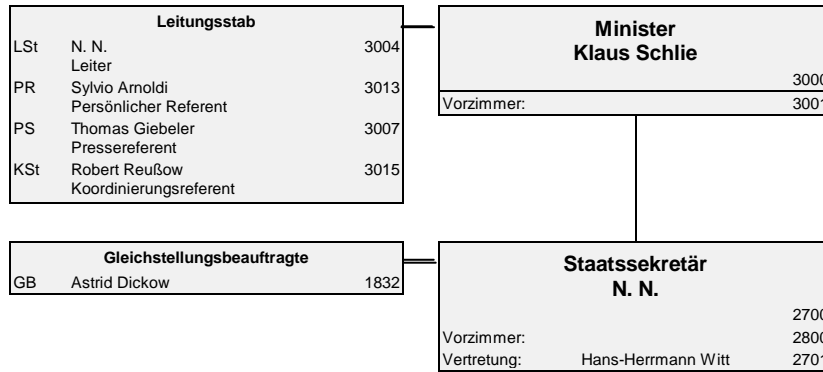 Leitungsstab
LSt N. N. 3004
Leiter
PR Sylvio Arnoldi 3013
Persönlicher Referent
PS Thomas Giebeler 3007
Pressereferent
KSt Robert Reußow 3015
Koordinierungsreferent
Minister
Klaus Schlie
3000
Vorzimmer: 3001
Gleichstellungsbeauftragte
GB Astrid Dickow 1832
Staatssekretär
N. N.
2700
Vorzimmer: 2800
Vertretung: Hans-Herrmann Witt 2701